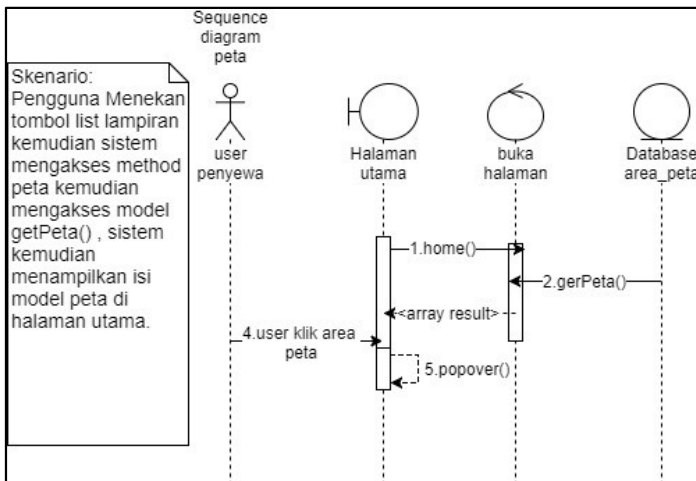 Sequence
diagram
peta
Skenario:
Pengguna Menekan
tombol list lampiran
kemudian sistem
mengakses method
peta kemudian
mengakses model
getPeta() , sistem
kemudian
menampilkan isi
model peta di
halaman utama.
user
penyewa
Halaman
utama
buka
halaman
Database
area_peta
1.home()
2.gerPeta()
<array result>
4.user klik area
peta
5.popover()